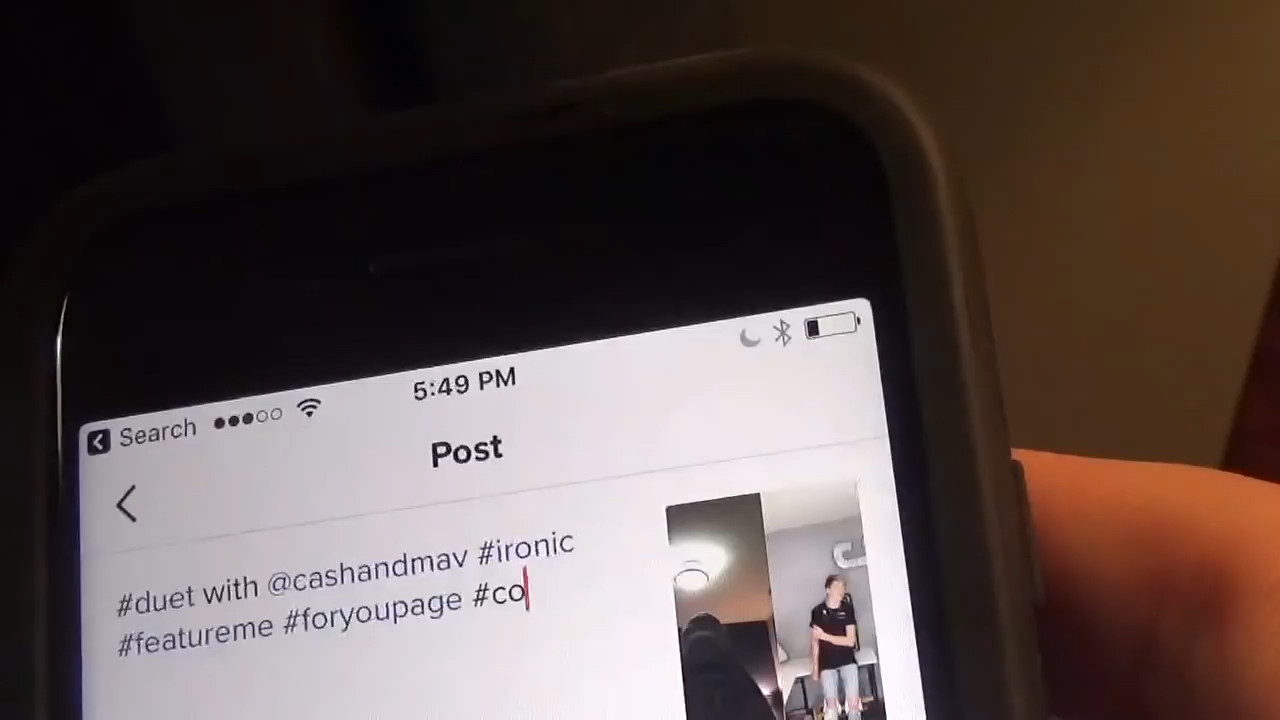 5:49 PM
Search
Post
#duet with @cashandmav #ironic
#featureme #foryoupage #co